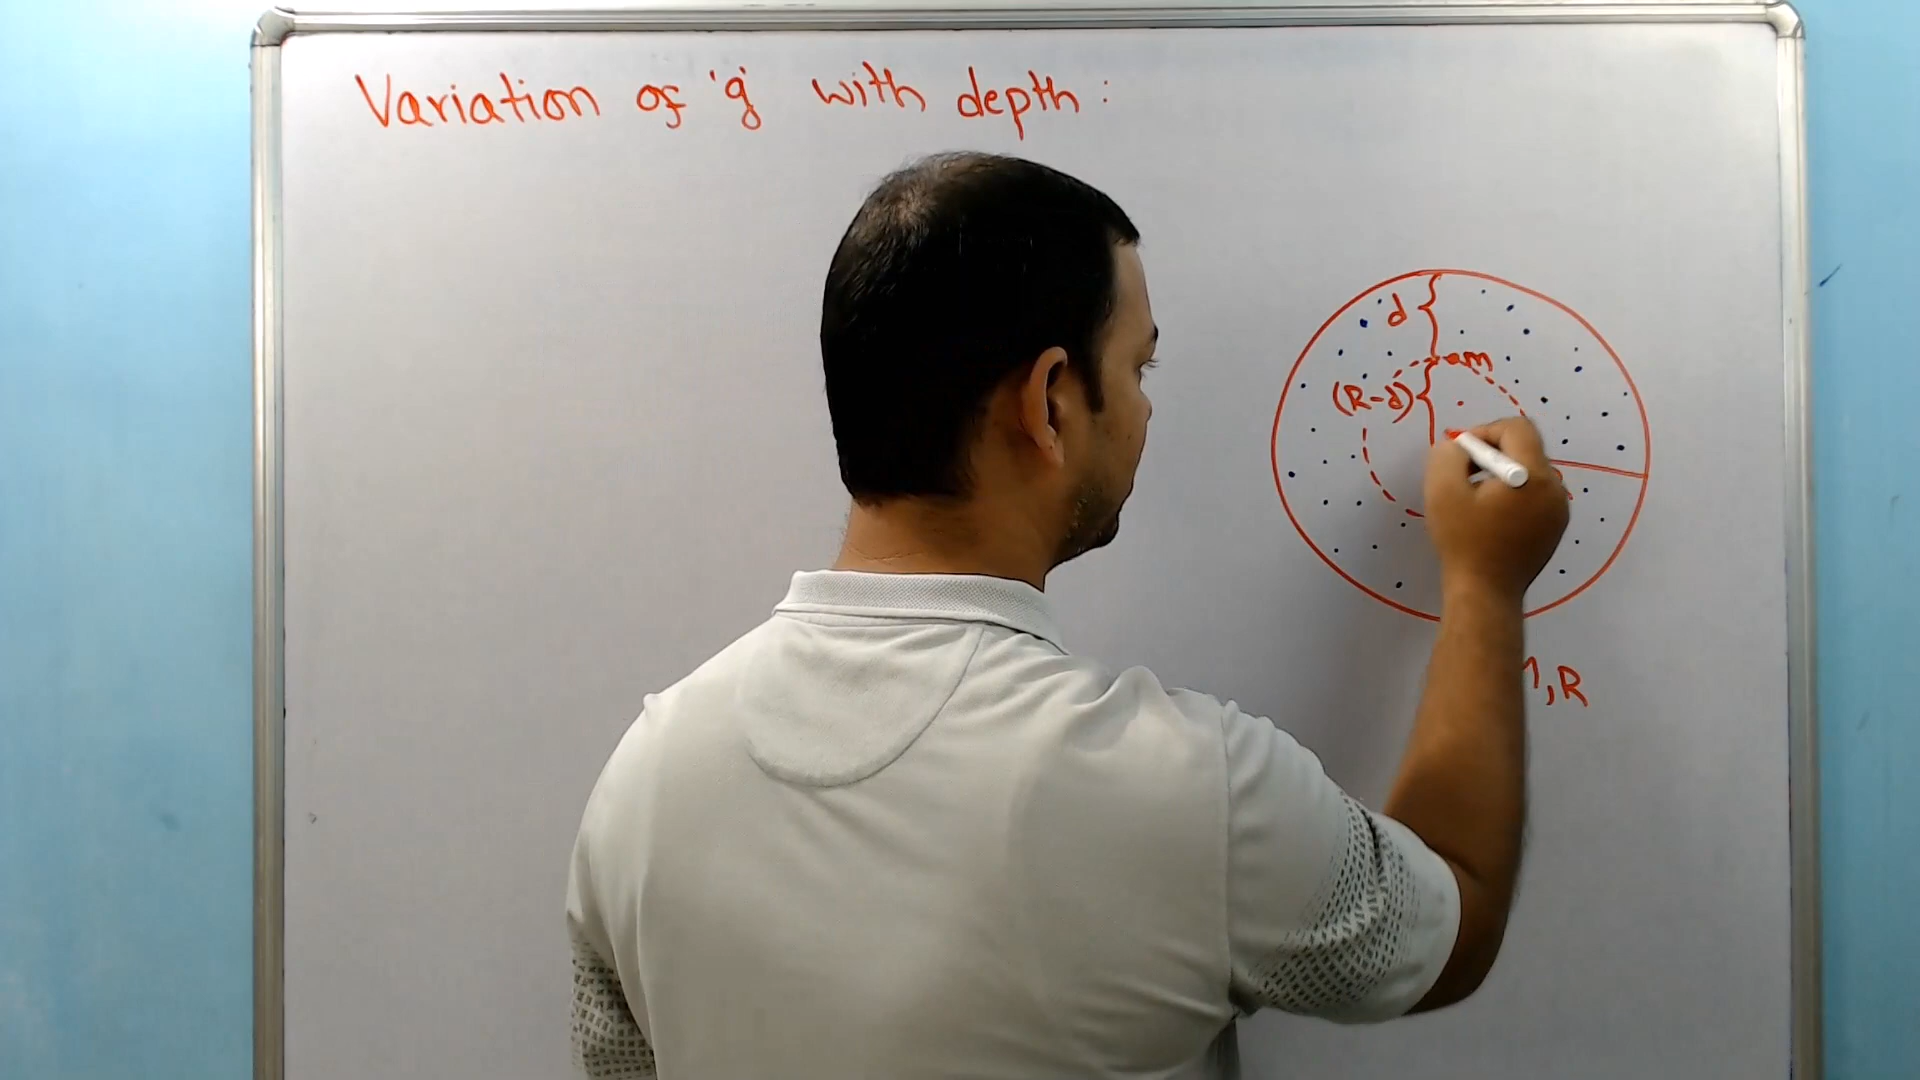 Variation of 'g' with depth :
d
m
(R-d)
,R